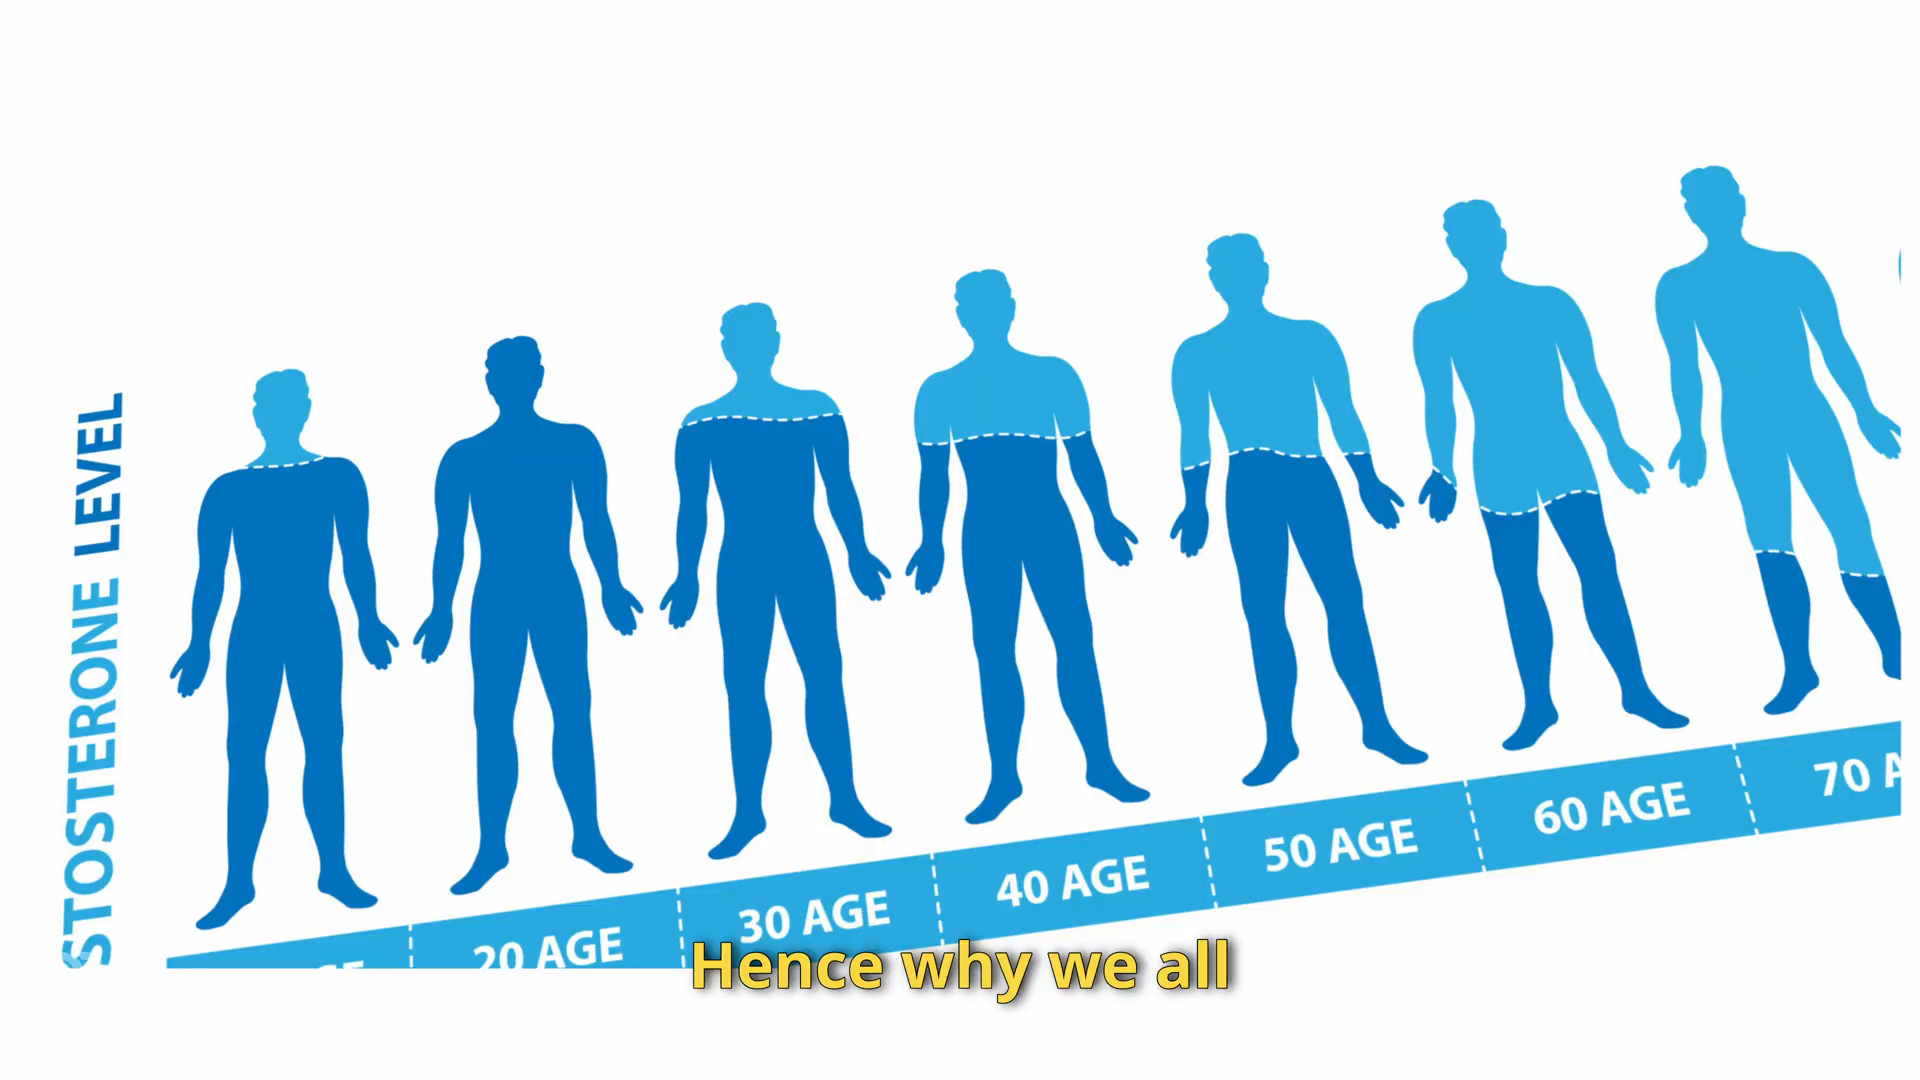 STOSTERONE LEVEL
20 AGE
30 AGE
40 AGE
50 AGE
60 AGE
70 A
Hence why we all